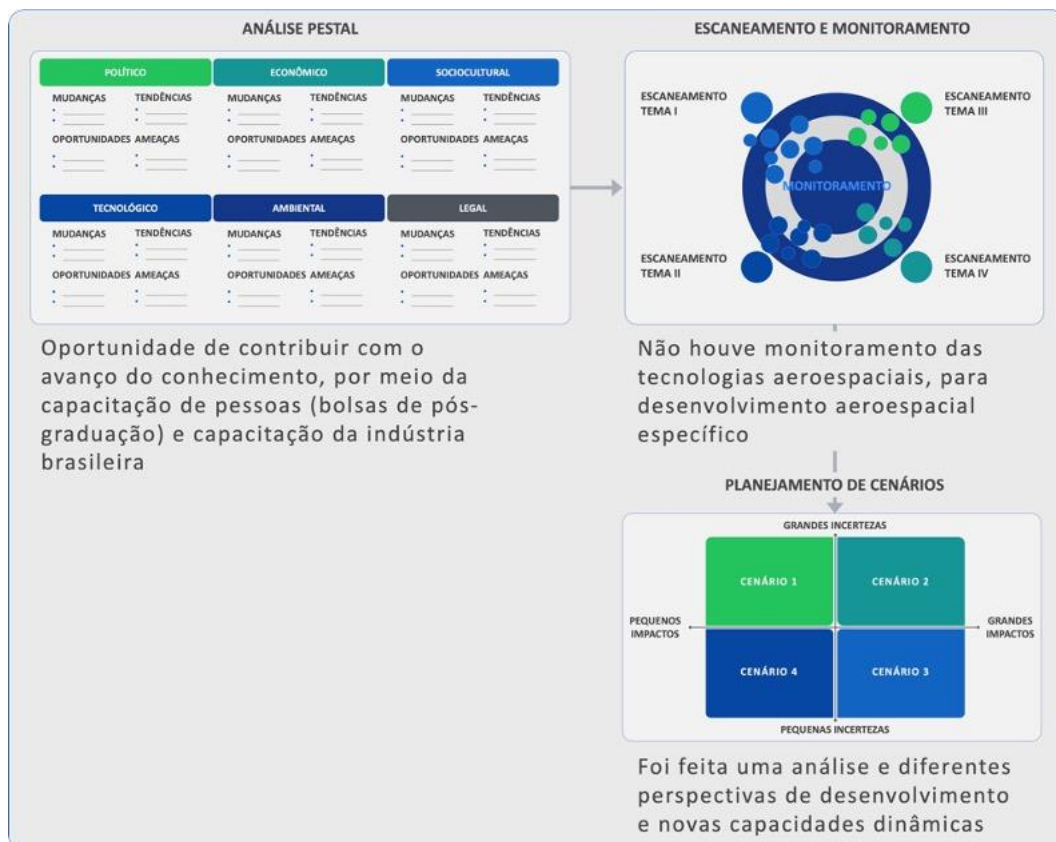 ANÁLISE PESTAL
POLÍTICO
ECONÔMICO
SOCIOCULTURAL
MUDANÇAS TENDÊNCIAS
MUDANÇAS TENDÊNCIAS
MUDANÇAS TENDÊNCIAS
OPORTUNIDADES AMEAÇAS
OPORTUNIDADES AMEAÇAS
OPORTUNIDADES AMEAÇAS
TECNOLÓGICO
AMBIENTAL
LEGAL
MUDANÇAS TENDÊNCIAS
MUDANÇAS TENDÊNCIAS
MUDANÇAS TENDÊNCIAS
OPORTUNIDADES AMEAÇAS
OPORTUNIDADES AMEAÇAS
OPORTUNIDADES AMEAÇAS
Oportunidade de contribuir com o
avanço do conhecimento, por meio da
capacitação de pessoas (bolsas de pós-
graduação) e capacitação da indústria
brasileira
ESCANEAMENTO E MONITORAMENTO
ESCANEAMENTO
TEMA I
ESCANEAMENTO
TEMA III
MONITORAMENTO
ESCANEAMENTO
TEMA II
ESCANEAMENTO
TEMA IV
Não houve monitoramento das
tecnologias aeroespaciais, para
desenvolvimento aeroespacial
específico
PLANEJAMENTO DE CENÁRIOS
GRANDES INCERTEZAS
CENÁRIO 1
CENÁRIO 2
PEQUENOS
IMPACTOS
GRANDES
IMPACTOS
CENÁRIO 4
CENÁRIO 3
PEQUENAS INCERTEZAS
Foi feita uma análise e diferentes
perspectivas de desenvolvimento
e novas capacidades dinâmicas